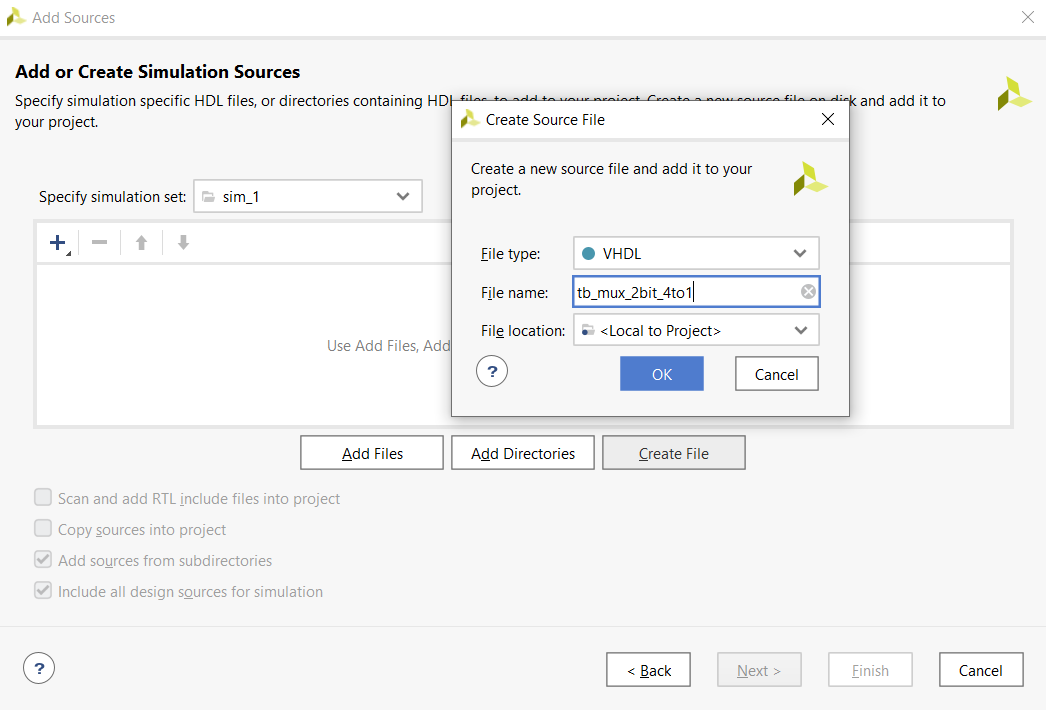 Add Sources
Add or Create Simulation Sources
Specify simulation specific HDL files, or directories containing HDL files, to add to your project. Create a new source file on disk and add it to
your project.
Specify simulation set:
sim_1
Use Add Files, Add
Create Source File
Create a new source file and add it to your
project.
File type:
VHDL
File name:
tb_mux_2bit_4to1
File location:
<Local to Project>
?
OK
Cancel
Add Files
Add Directories
Create File
Scan and add RTL include files into project
Copy sources into project
Add sources from subdirectories
Include all design sources for simulation
?
< Back
Next >
Finish
Cancel